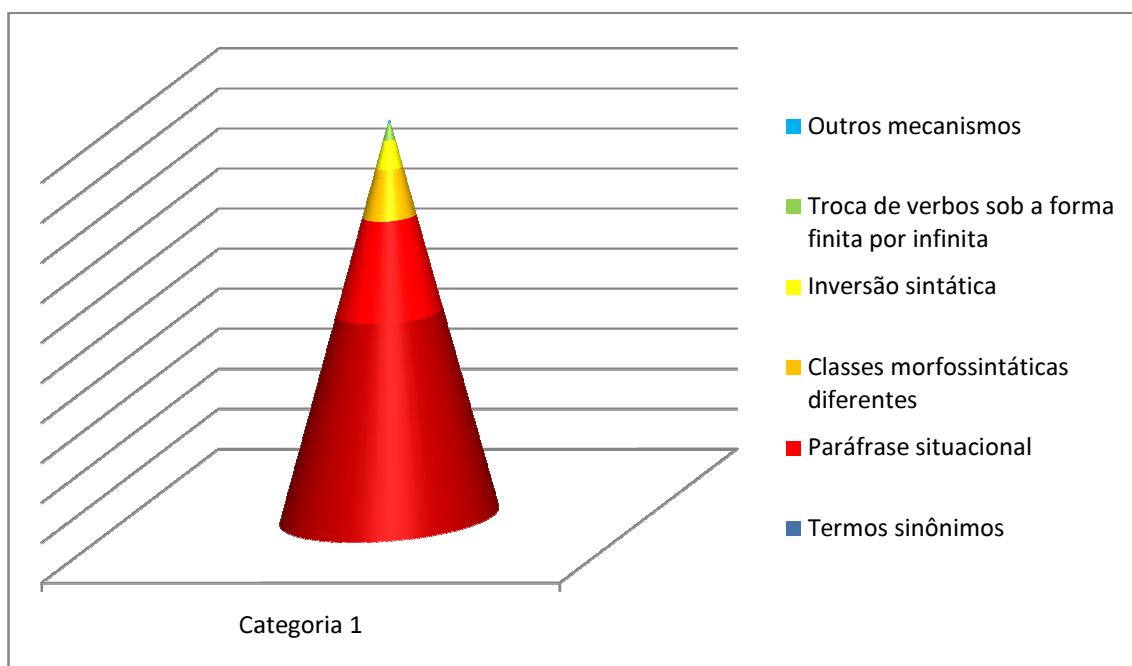 Outros mecanismos
Troca de verbos sob a forma
finita por infinita
Inversão sintática
Classes morfossintáticas
diferentes
Paráfrase situacional
Termos sinônimos
Categoria 1